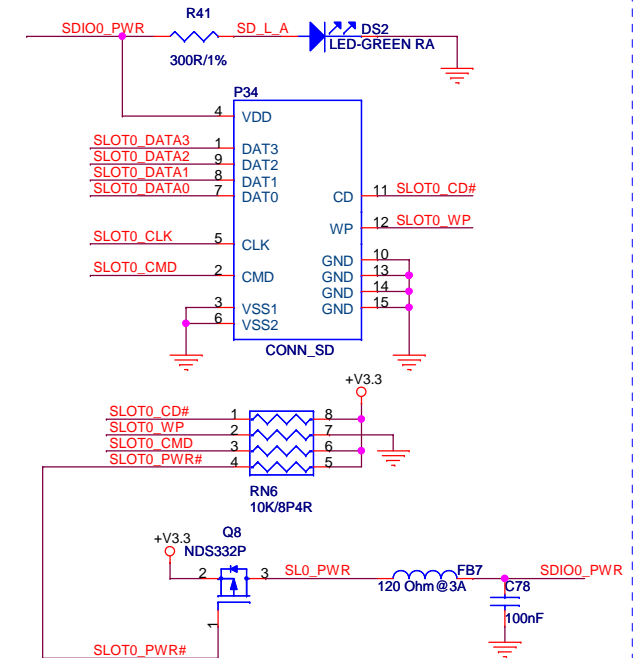 SDIO0_PWR R41 SD_L_A DS2
LED-GREEN RA
300R/1%
P34
4 VDD
SLOT0_DATA3 1 DAT3
SLOT0_DATA2 9 DAT2
SLOT0_DATA1 8 DAT1
SLOT0_DATA0 7 DAT0 CD 11 SLOT0_CD#
WP 12 SLOT0_WP
SLOT0_CLK 5 CLK
GND 10
SLOT0_CMD 2 CMD GND 13
GND 14
3 VSS1 GND 15
6 VSS2
CONN_SD
+V3.3
SLOT0_CD# 1 8
SLOT0_WP 2 7
SLOT0_CMD 3 6
SLOT0_PWR# 4 5
RN6
10K/8P4R
Q8
+V3.3 NDS332P
2 3 SL0_PWR FB7 SDIO0_PWR
120 Ohm@3A C78
100nF
1
SLOT0_PWR#